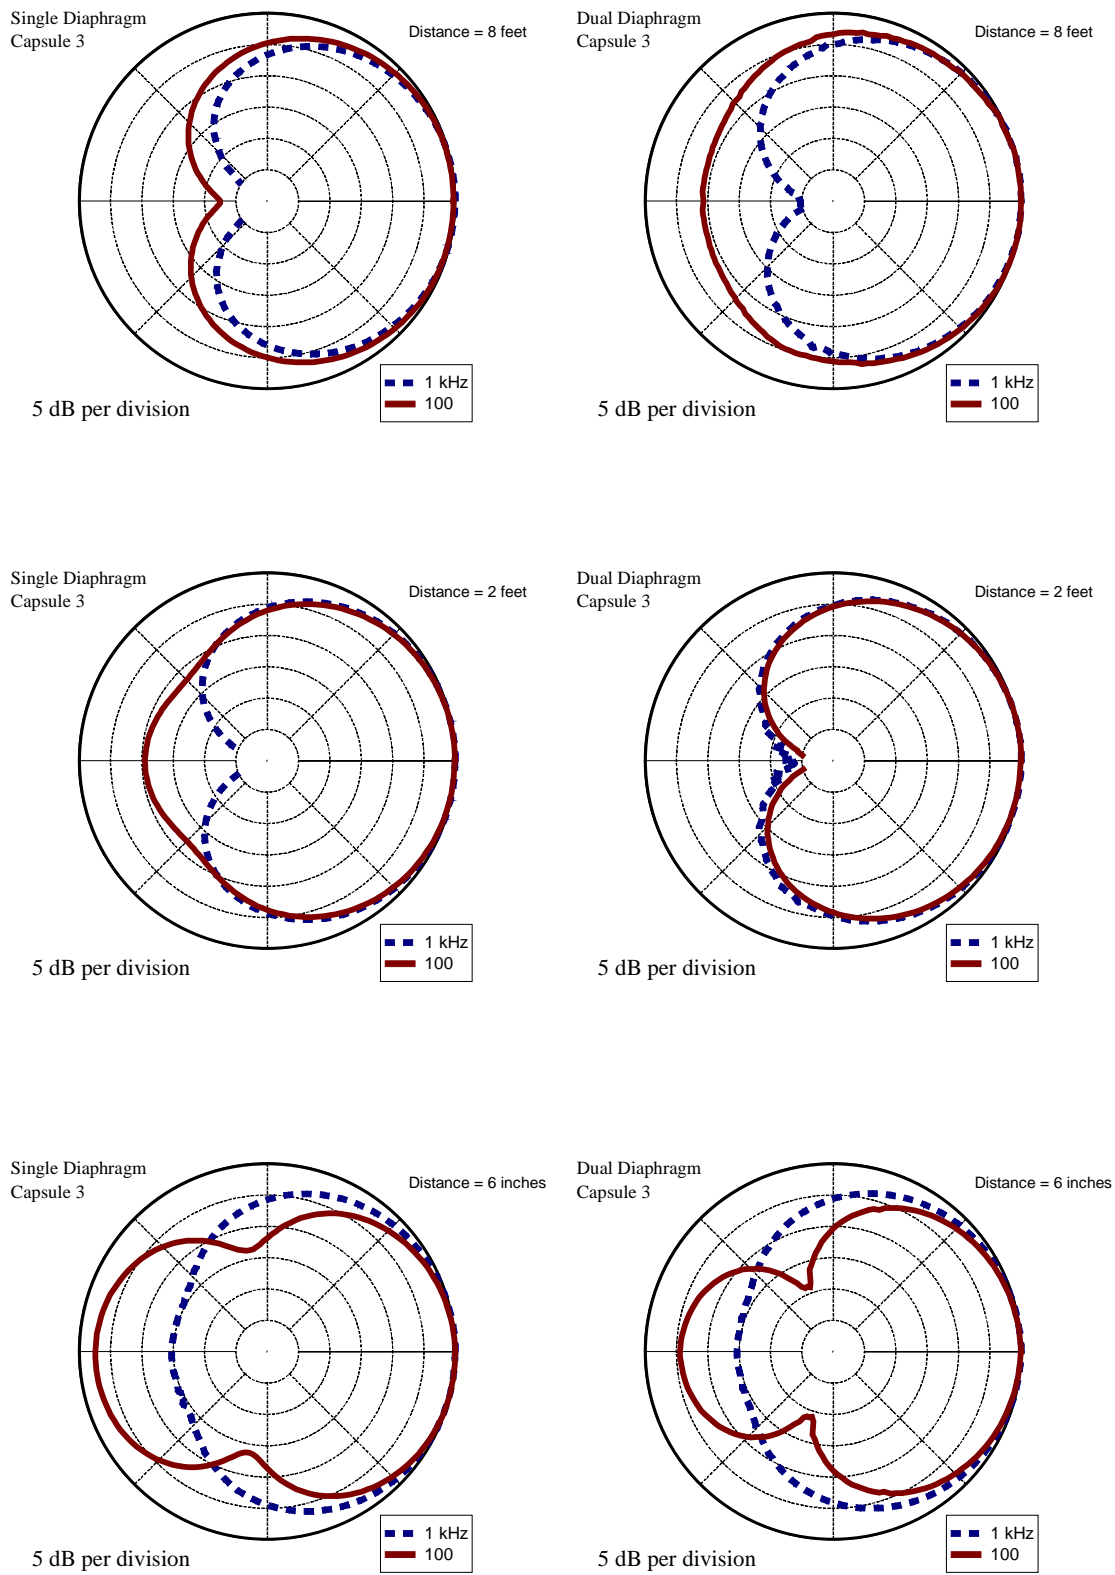 Single Diaphragm
Capsule 3
Distance = 8 feet
1 kHz
100
5 dB per division
Dual Diaphragm
Capsule 3
Distance = 8 feet
1 kHz
100
5 dB per division
Single Diaphragm
Capsule 3
Distance = 2 feet
1 kHz
100
5 dB per division
Dual Diaphragm
Capsule 3
Distance = 2 feet
1 kHz
100
5 dB per division
Single Diaphragm
Capsule 3
Distance = 6 inches
1 kHz
100
5 dB per division
Dual Diaphragm
Capsule 3
Distance = 6 inches
1 kHz
100
5 dB per division